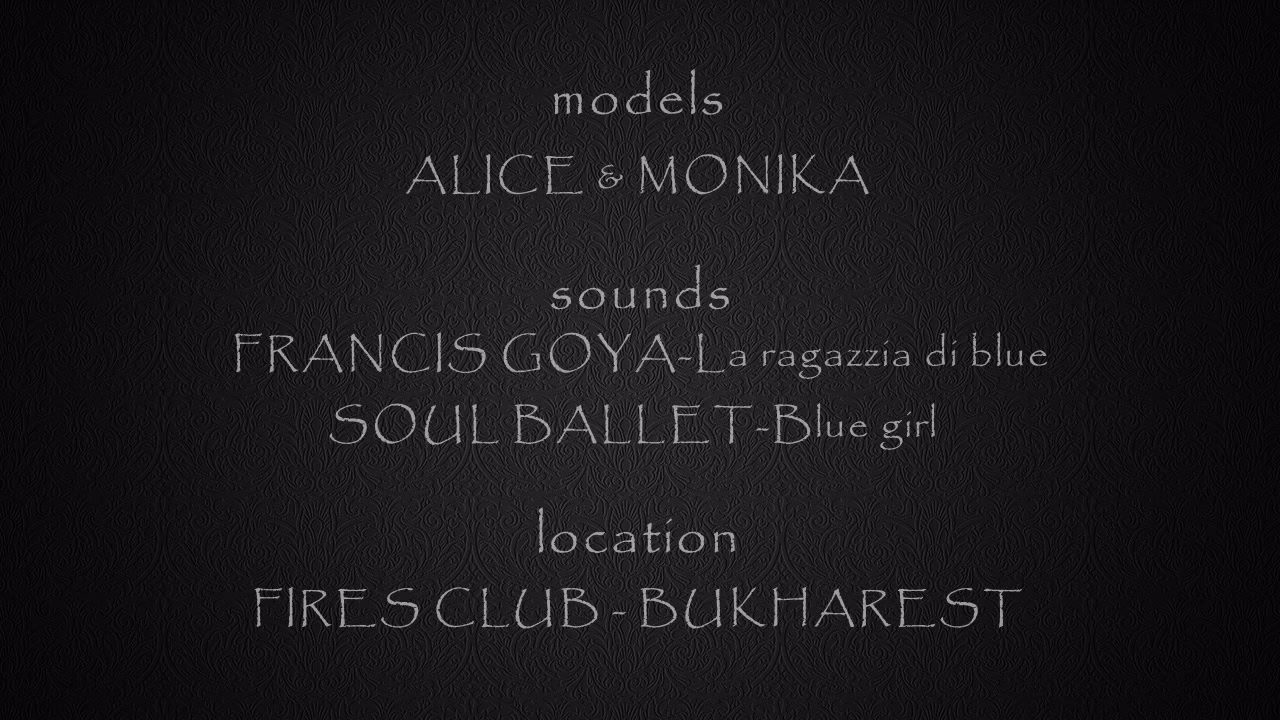 models
ALICE & MONIKA
sounds
FRANCIS GOYA-La ragazzia di blue
SOUL BALLET-Blue girl
location
FIRES CLUB - BUKHAREST